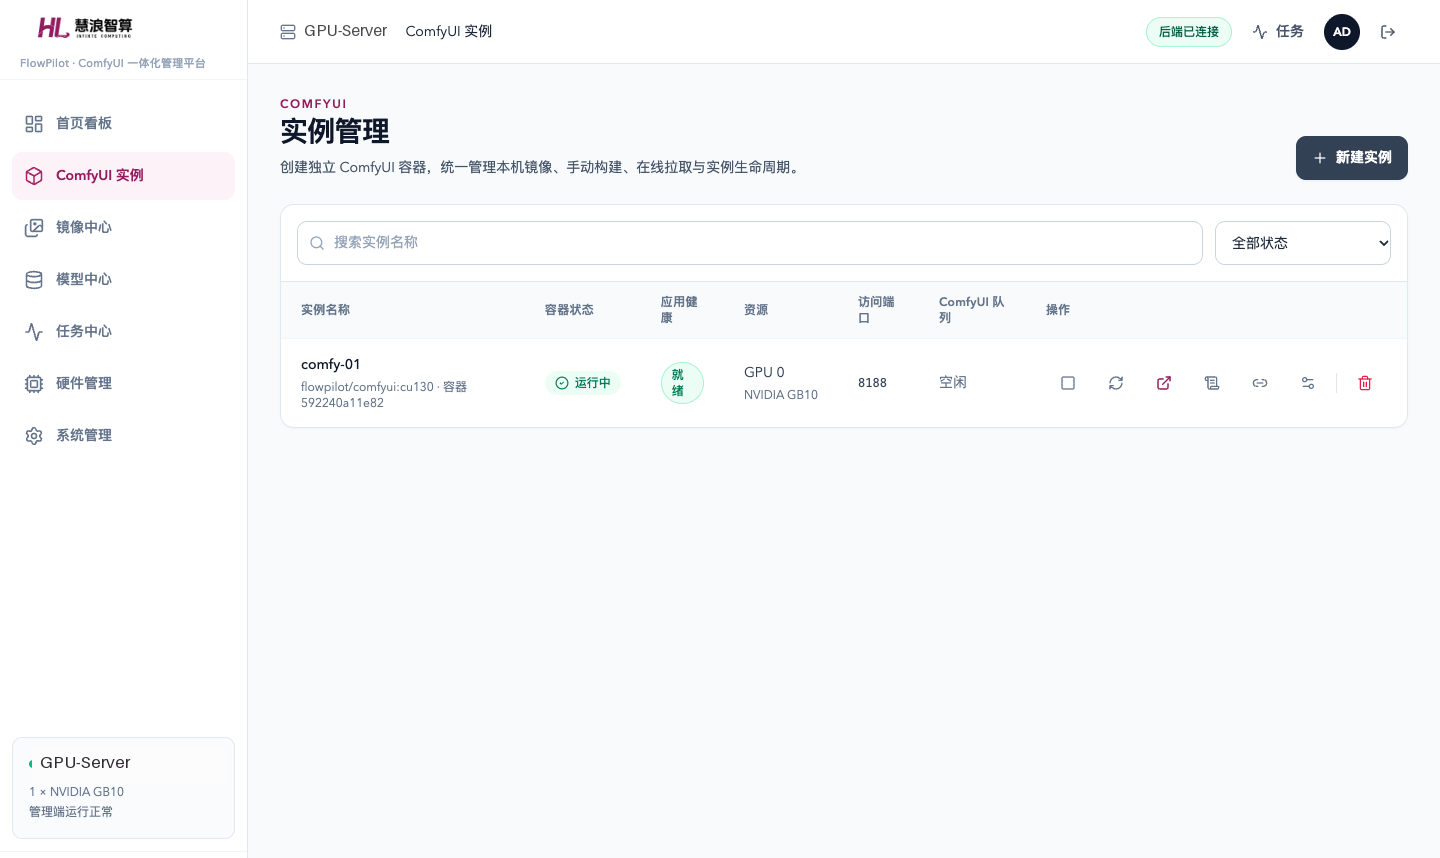 HL 慧浪智算
INFINITE COMPUTING
FlowPilot · ComfyUI 一体化管理平台
首页看板
ComfyUI 实例
镜像中心
模型中心
任务中心
硬件管理
系统管理
GPU-Server
1 × NVIDIA GB10
管理端运行正常
GPU-Server
ComfyUI 实例
后端已连接
任务
AD
COMFYUI
实例管理
创建独立 ComfyUI 容器，统一管理本机镜像、手动构建、在线拉取与实例生命周期。
新建实例
搜索实例名称
全部状态
实例名称
容器状态
应用健
康
资源
访问端
口
ComfyUI 队
列
操作
comfy-01
flowpilot/comfyui:cu130 · 容器
592240a11e82
运行中
就
绪
GPU 0
NVIDIA GB10
8188
空闲